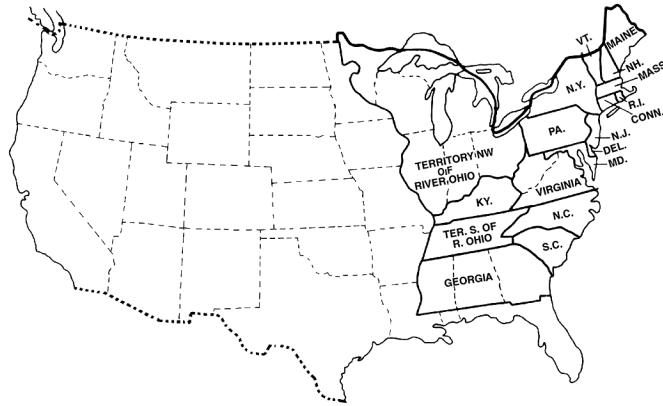 VT.
MAINE
NH.
MASS.
N.Y.
R.I.
CONN.
PA.
N.J.
DEL.
MD.
TERRITORY NW
OF
RIVER OHIO
VIRGINIA
KY.
N.C.
TER. S. OF
R. OHIO
S.C.
GEORGIA